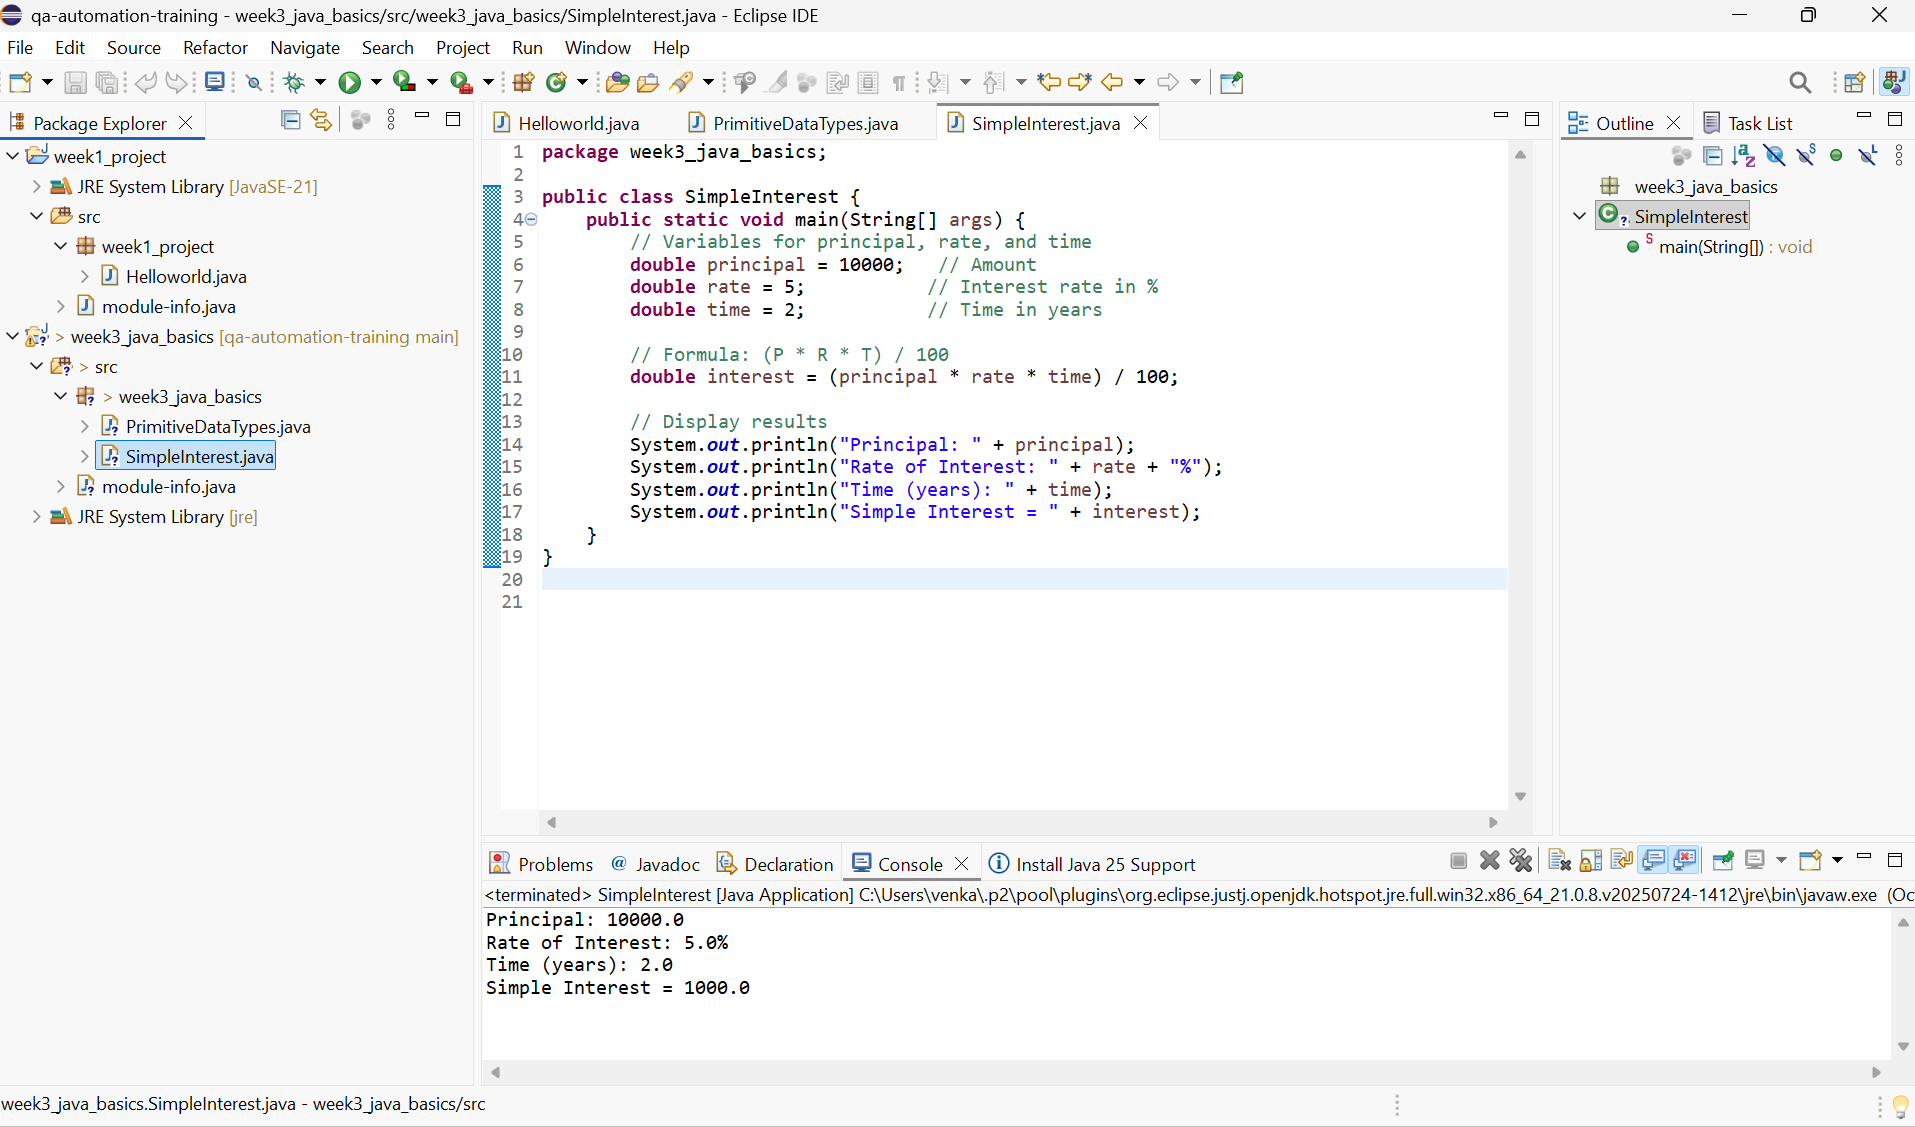 qa-automation-training - week3_java_basics/src/week3_java_basics/SimpleInterest.java - Eclipse IDE
File Edit Source Refactor Navigate Search Project Run Window Help
Package Explorer
week1_project
JRE System Library [JavaSE-21]
src
week1_project
Helloworld.java
module-info.java
> week3_java_basics [qa-automation-training main]
> src
> week3_java_basics
PrimitiveDataTypes.java
SimpleInterest.java
module-info.java
JRE System Library [jre]
Helloworld.java PrimitiveDataTypes.java SimpleInterest.java
1 package week3_java_basics;
2
3 public class SimpleInterest {
4 public static void main(String[] args) {
5 // Variables for principal, rate, and time
6 double principal = 10000; // Amount
7 double rate = 5; // Interest rate in %
8 double time = 2; // Time in years
9
10 // Formula: (P * R * T) / 100
11 double interest = (principal * rate * time) / 100;
12
13 // Display results
14 System.out.println("Principal: " + principal);
15 System.out.println("Rate of Interest: " + rate + "%");
16 System.out.println("Time (years): " + time);
17 System.out.println("Simple Interest = " + interest);
18 }
19 }
20
21
Outline Task List
week3_java_basics
SimpleInterest
main(String[]) : void
Problems Javadoc Declaration Console Install Java 25 Support
<terminated> SimpleInterest [Java Application] C:\Users\venka\.p2\pool\plugins\org.eclipse.justj.openjdk.hotspot.jre.full.win32.x86_64_21.0.8.v20250724-1412\jre\bin\javaw.exe (Oc
Principal: 10000.0
Rate of Interest: 5.0%
Time (years): 2.0
Simple Interest = 1000.0
week3_java_basics.SimpleInterest.java - week3_java_basics/src